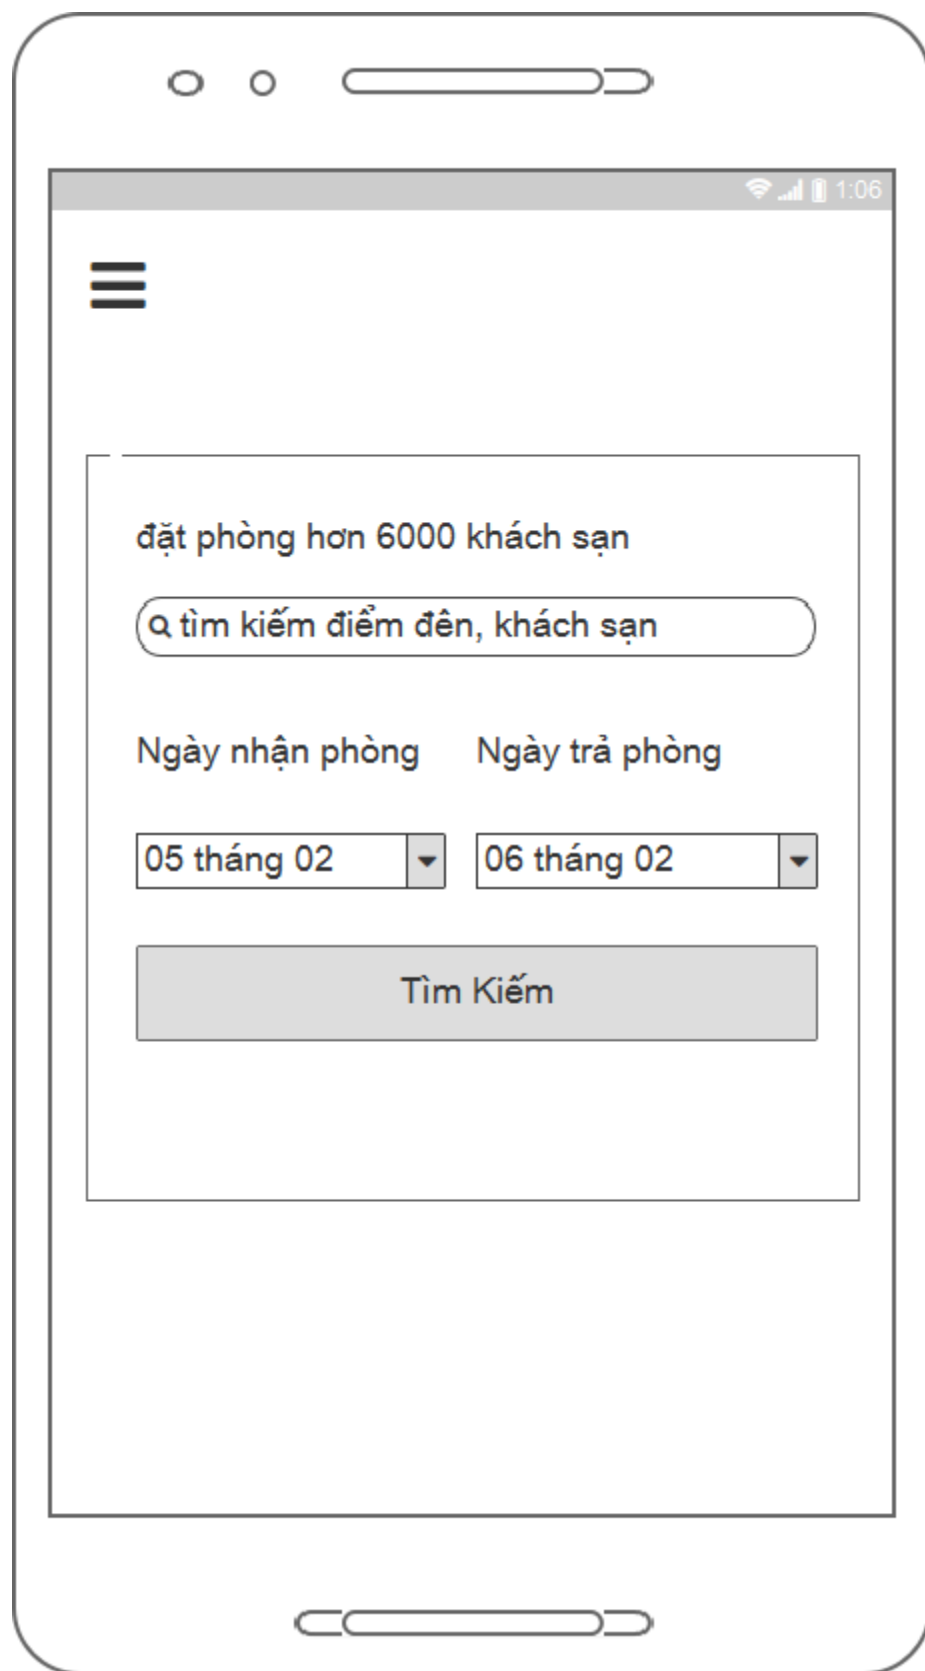 1:06
đặt phòng hơn 6000 khách sạn
tìm kiếm điểm đên, khách sạn
Ngày nhận phòng Ngày trả phòng
05 tháng 02 06 tháng 02
Tìm Kiếm